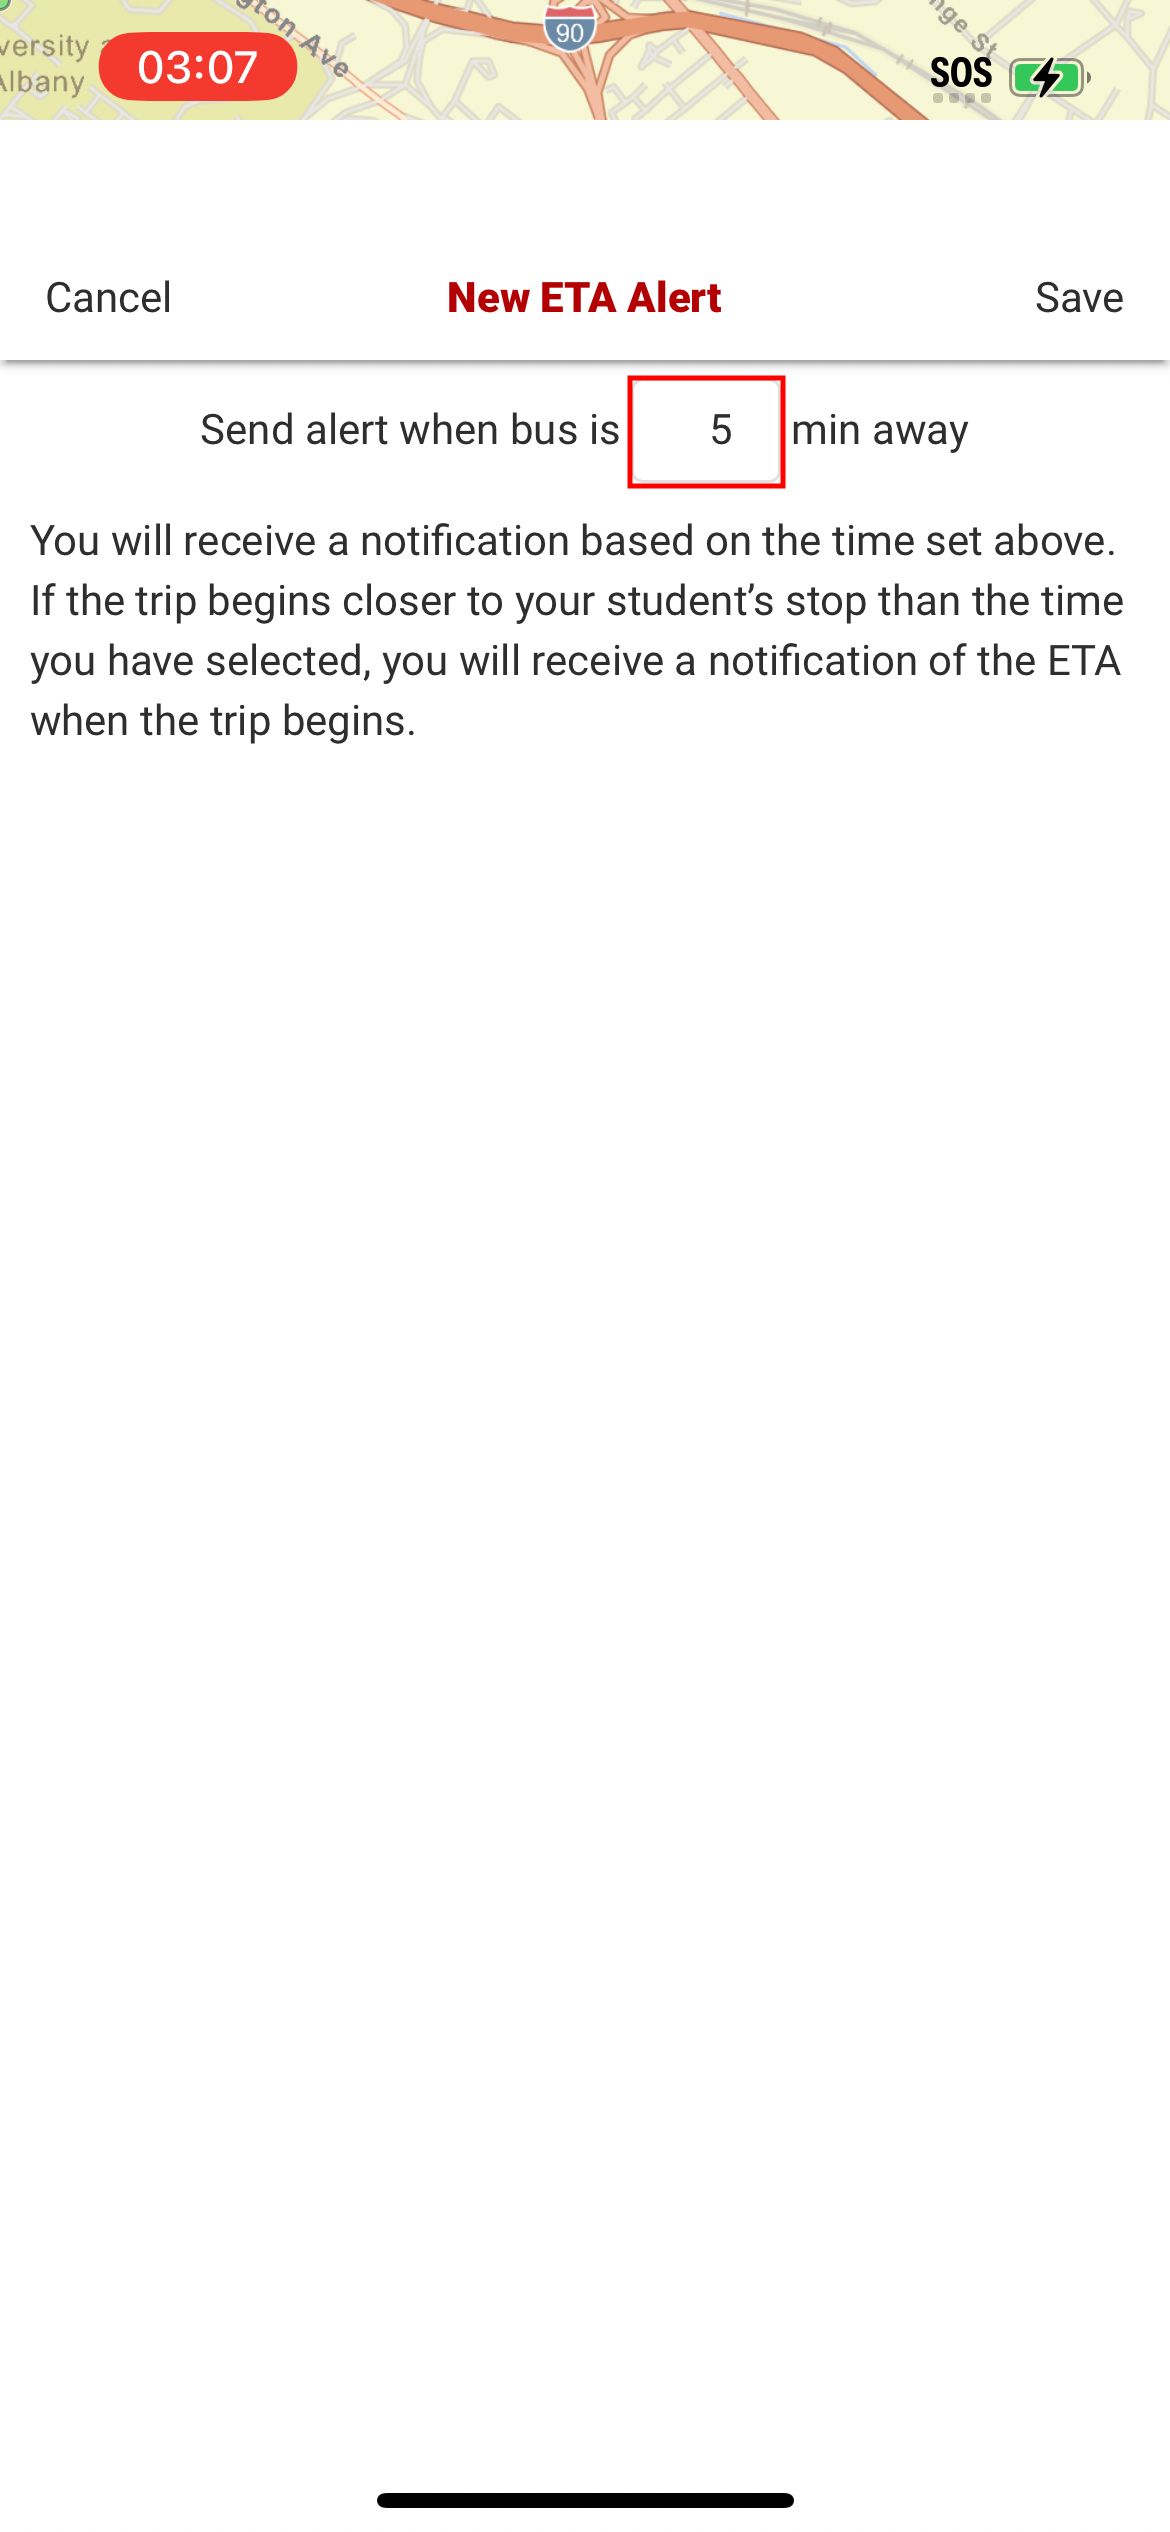 gton Ave
90
nge St
versity
Albany
03:07
SOS
Cancel
New ETA Alert
Save
Send alert when bus is 5 min away
You will receive a notification based on the time set above.
If the trip begins closer to your student’s stop than the time
you have selected, you will receive a notification of the ETA
when the trip begins.